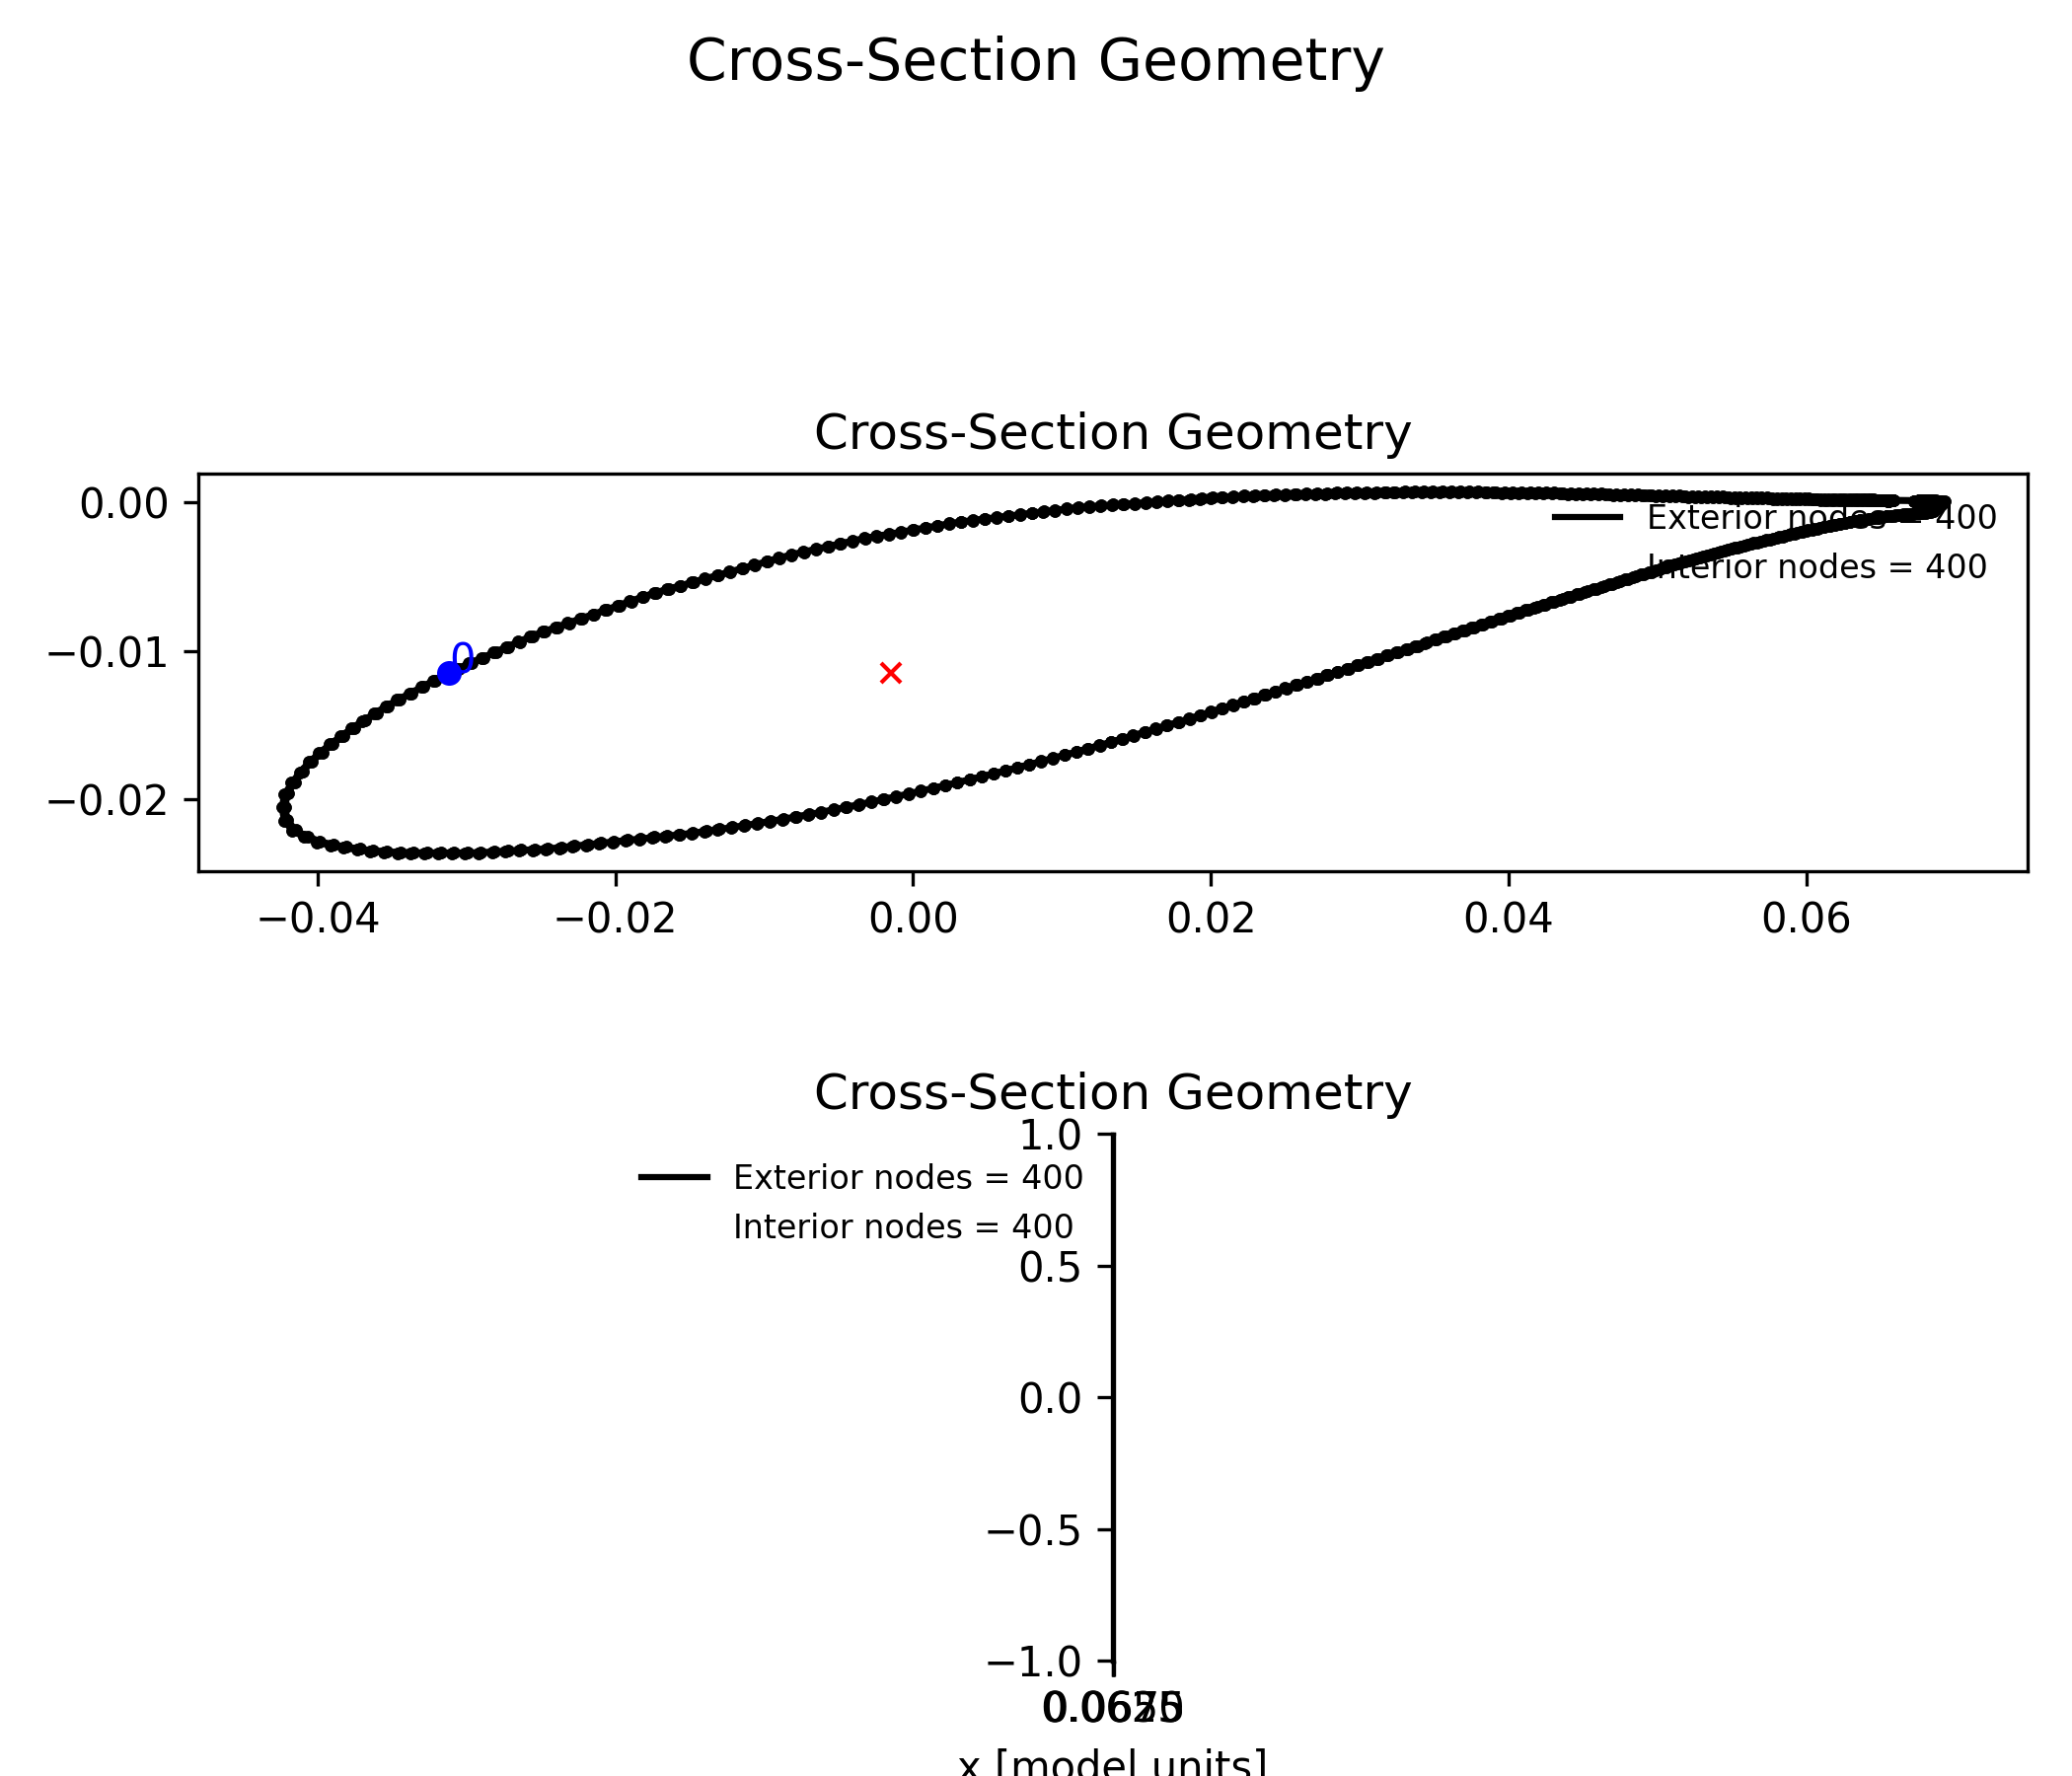 Cross-Section Geometry
Cross-Section Geometry
0.00
−0.01
−0.02
0
Exterior nodes = 400
Interior nodes = 400
−0.04 −0.02 0.00 0.02 0.04 0.06
Cross-Section Geometry
Exterior nodes = 400
Interior nodes = 400
1.0
0.5
0.0
−0.5
−1.0
x [model units]